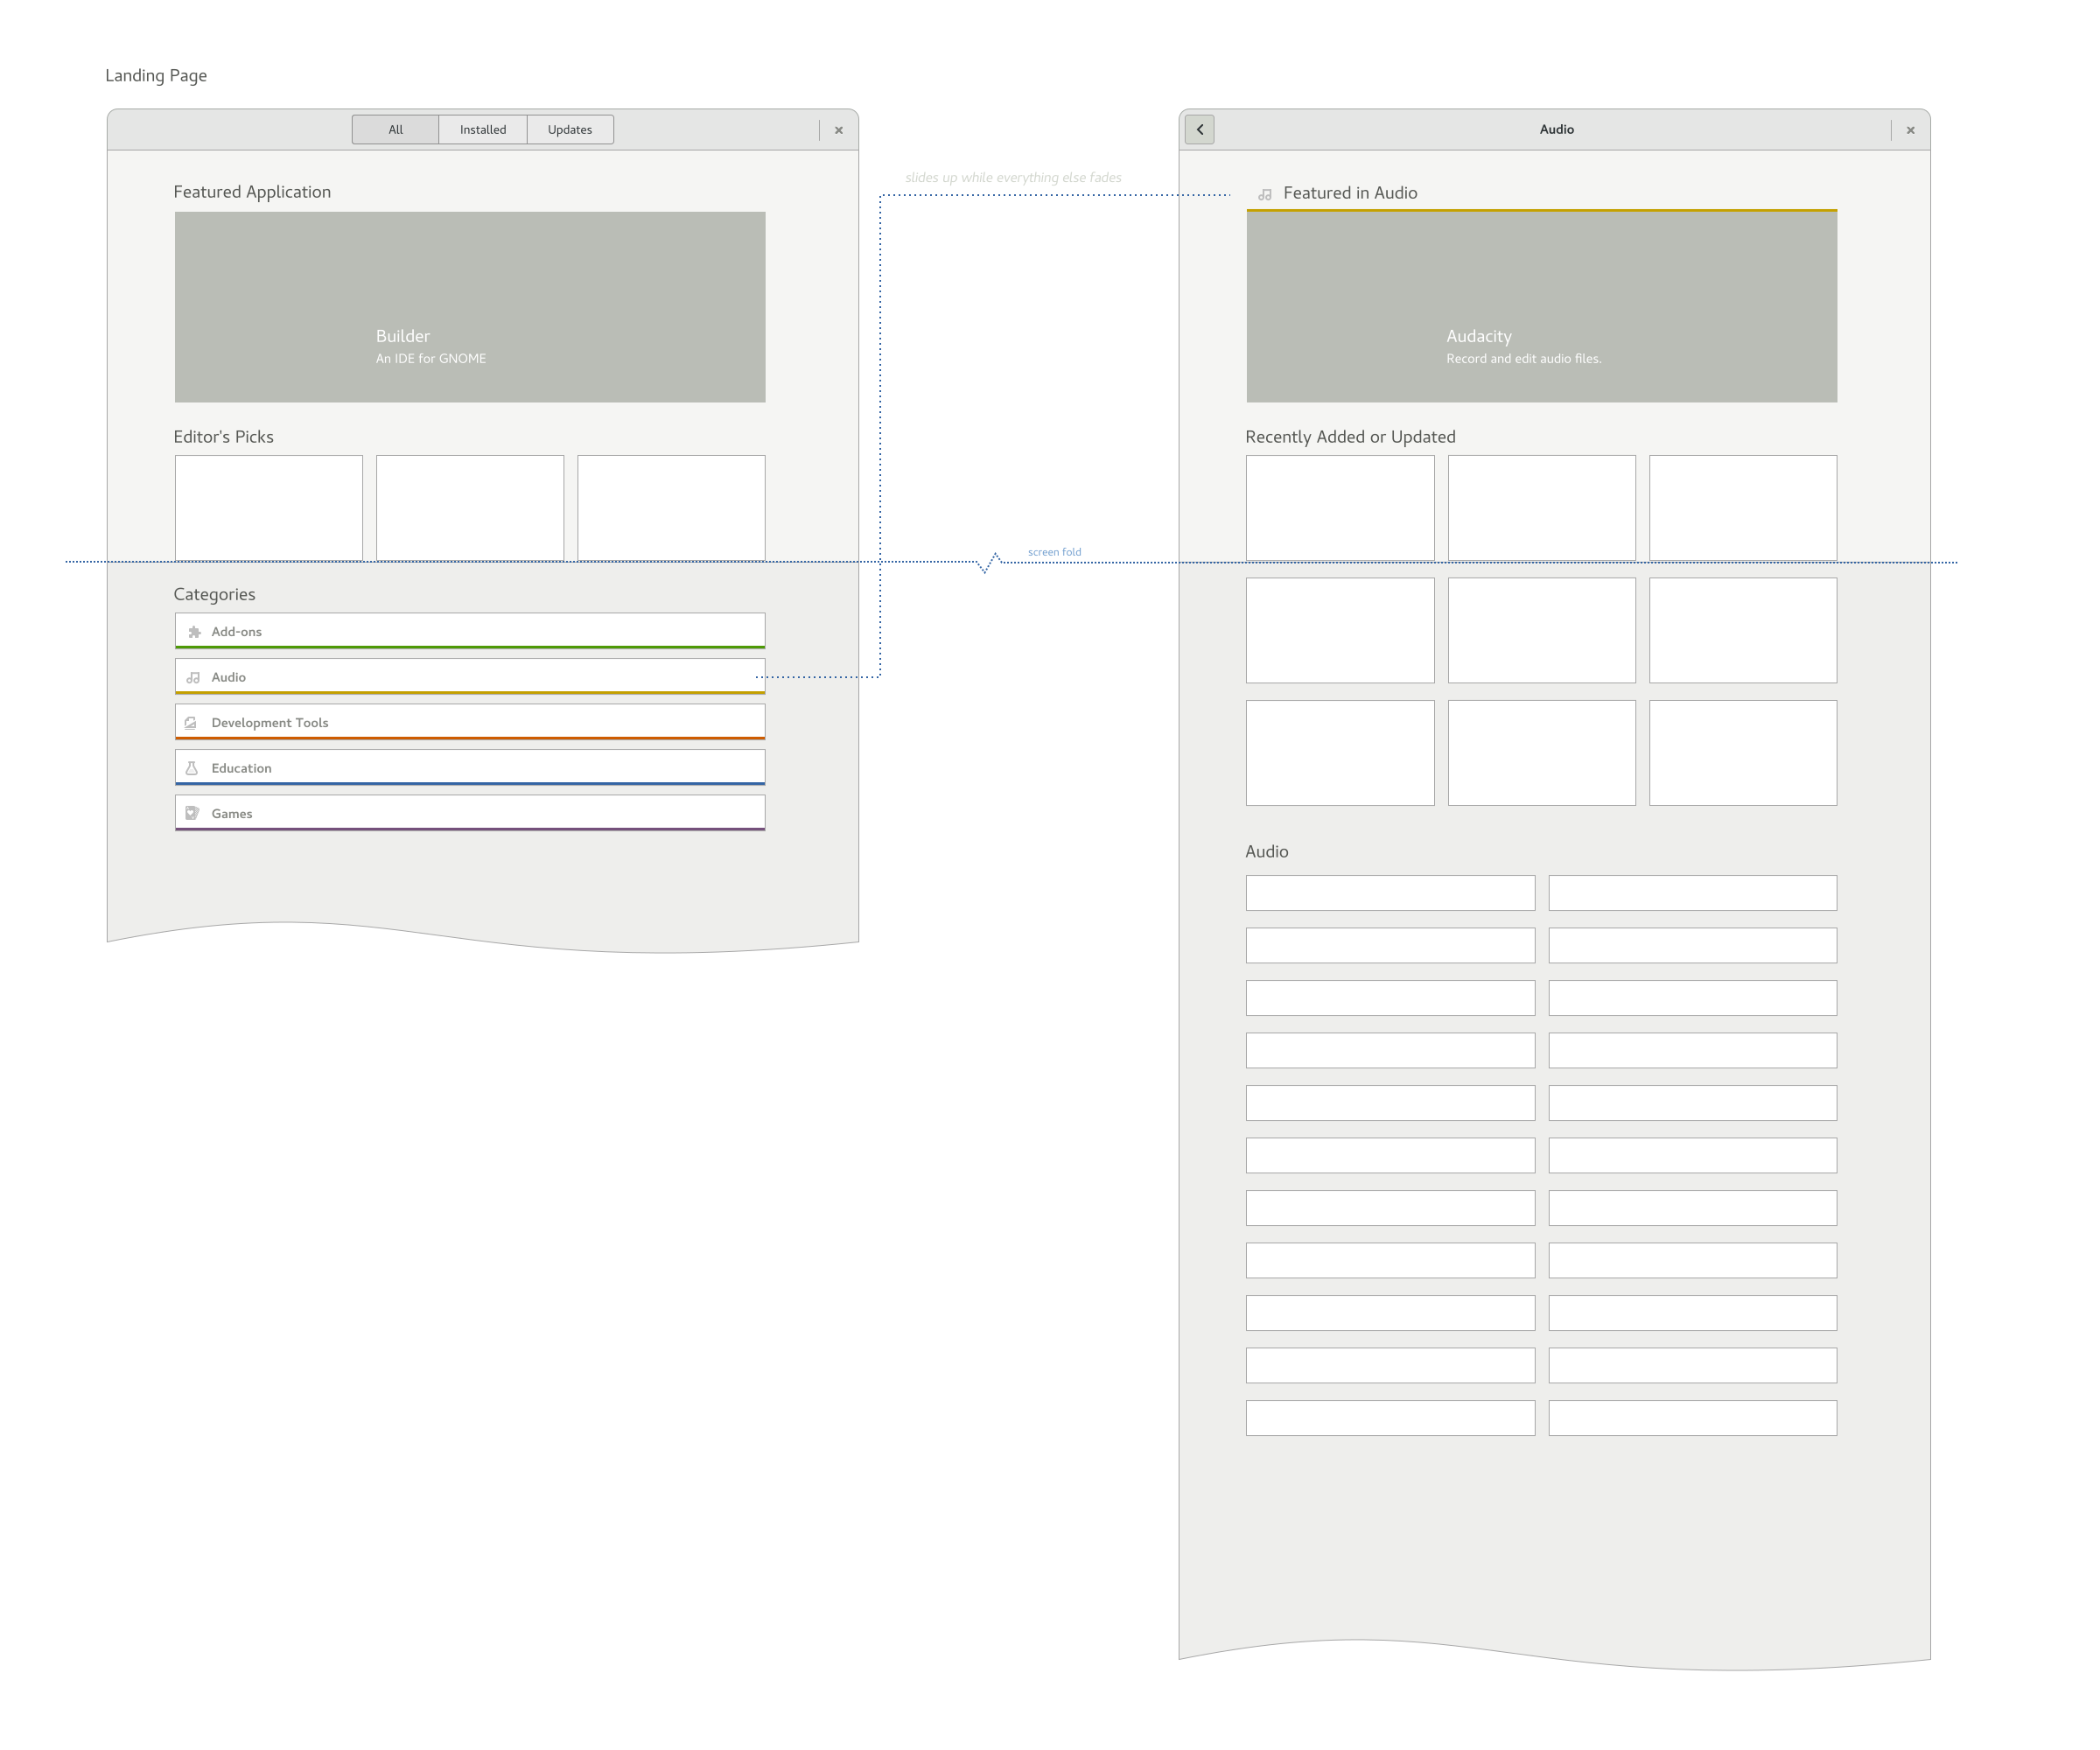 Landing Page
All
Installed
Updates
Featured Application
Builder
An IDE for GNOME
Editor's Picks
Categories
Add-ons
Audio
Development Tools
Education
Games
slides up while everything else fades
screen fold
Audio
Featured in Audio
Audacity
Record and edit audio files.
Recently Added or Updated
Audio